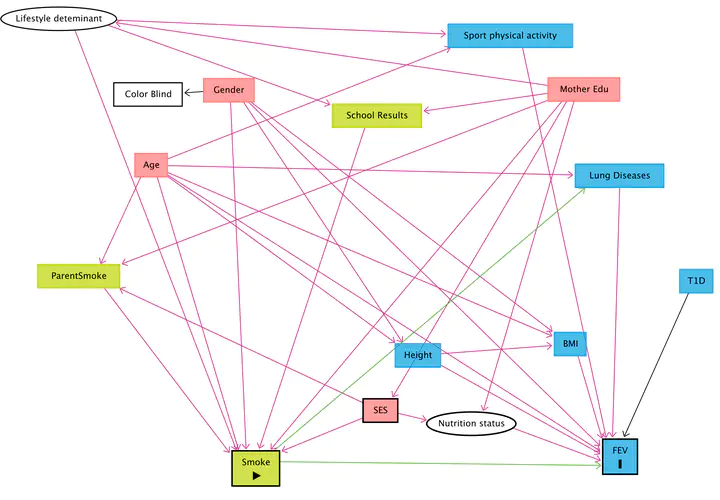 Lifestyle deteminant
Sport physical activity
Mother Edu
Color Blind
Gender
School Results
Age
Lung Diseases
ParentSmoke
T1D
BMI
Height
SES
Nutrition status
FEV
Smoke